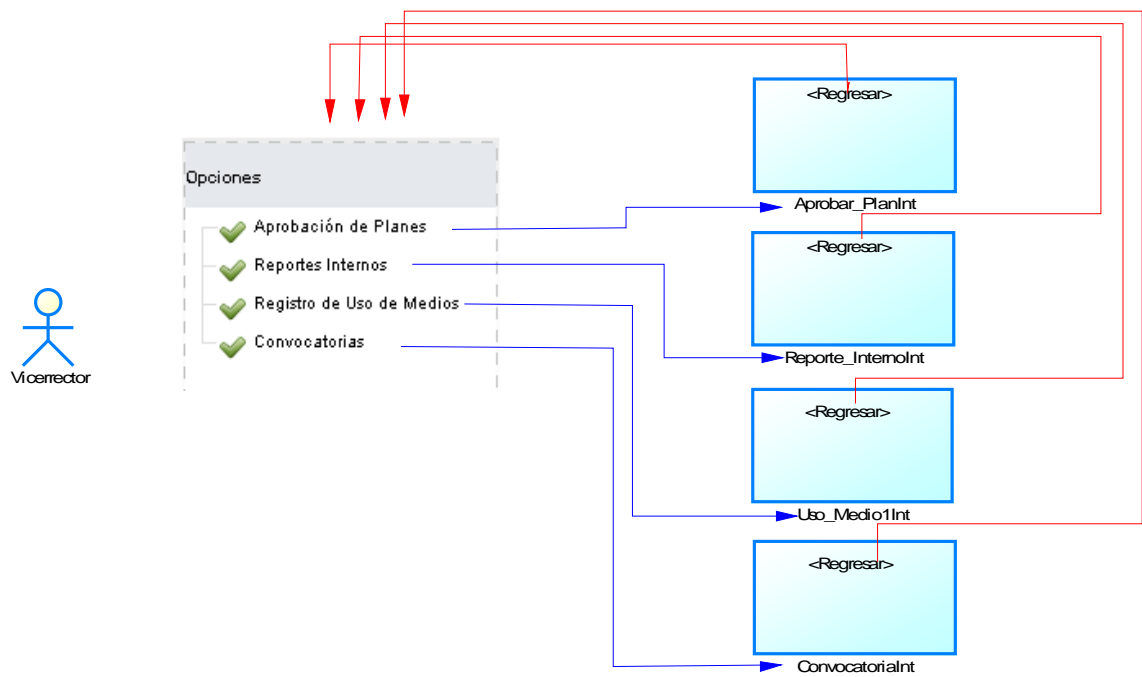 Opciones
Aprobación de Planes
Reportes Internos
Registro de Uso de Medios
Convocatorias
Vicerrector
<Regresar>
Aprobar_PlanInt
<Regresar>
Reporte_InternoInt
<Regresar>
Uso_Medio1Int
<Regresar>
ConvocatoriaInt